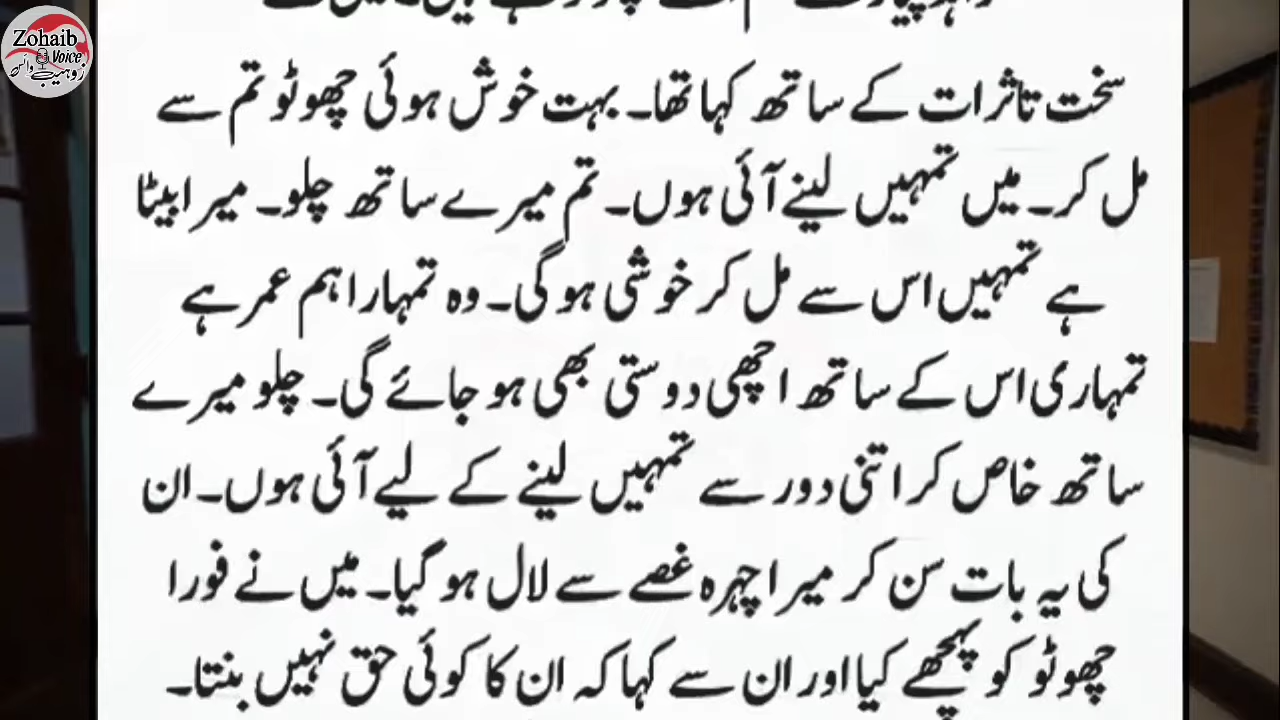 Zohaib
Voice
زوہیب وائس
سخت تاثرات کے ساتھ کہا تھا۔ بہت خوش ہوئی چھوٹو تم سے
مل کر۔ میں تمہیں لینے آئی ہوں۔ تم میرے ساتھ چلو۔ میرا بیٹا
ہے تمہیں اس سے مل کر خوشی ہو گی۔ وہ تمہارا ہم عمر ہے
تمہاری اس کے ساتھ اچھی دوستی بھی ہو جائے گی۔ چلو میرے
ساتھ خاص کر اتنی دور سے تمہیں لینے کے لیے آئی ہوں۔ ان
کی یہ بات سن کر میرا چہرہ غصے سے لال ہو گیا۔ میں نے فورا
چھوٹو کو پیچھے کیا اور ان سے کہا کہ ان کا کوئی حق نہیں بنتا۔